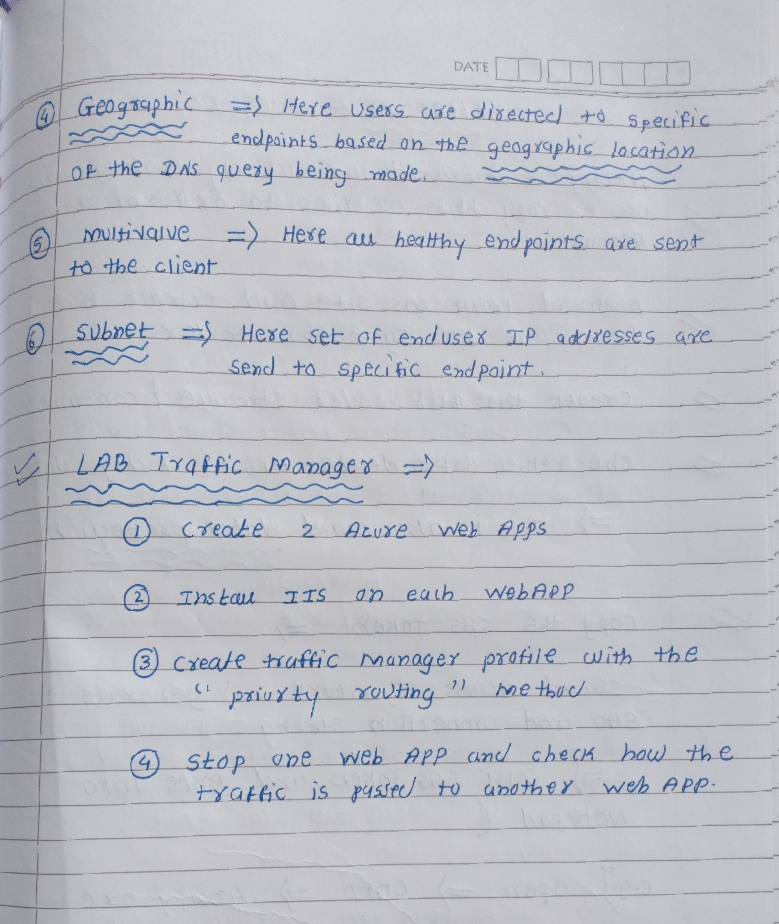 DATE
④ Geographic => Here users are directed to specific
endpoints based on the geographic location
OF the DNS query being made.
⑤ multivalve => Here all healthy endpoints are sent
to the client
⑥ subnet => Here set of enduser IP addresses are
send to specific endpoint.
LAB Traffic Manager =>
① Create 2 Azure Web Apps
② Install IIS on each WebAPP
③ Create traffic manager profile with the
"priorty routing" method
④ Stop one Web APP and check how the
traffic is passed to another web APP.